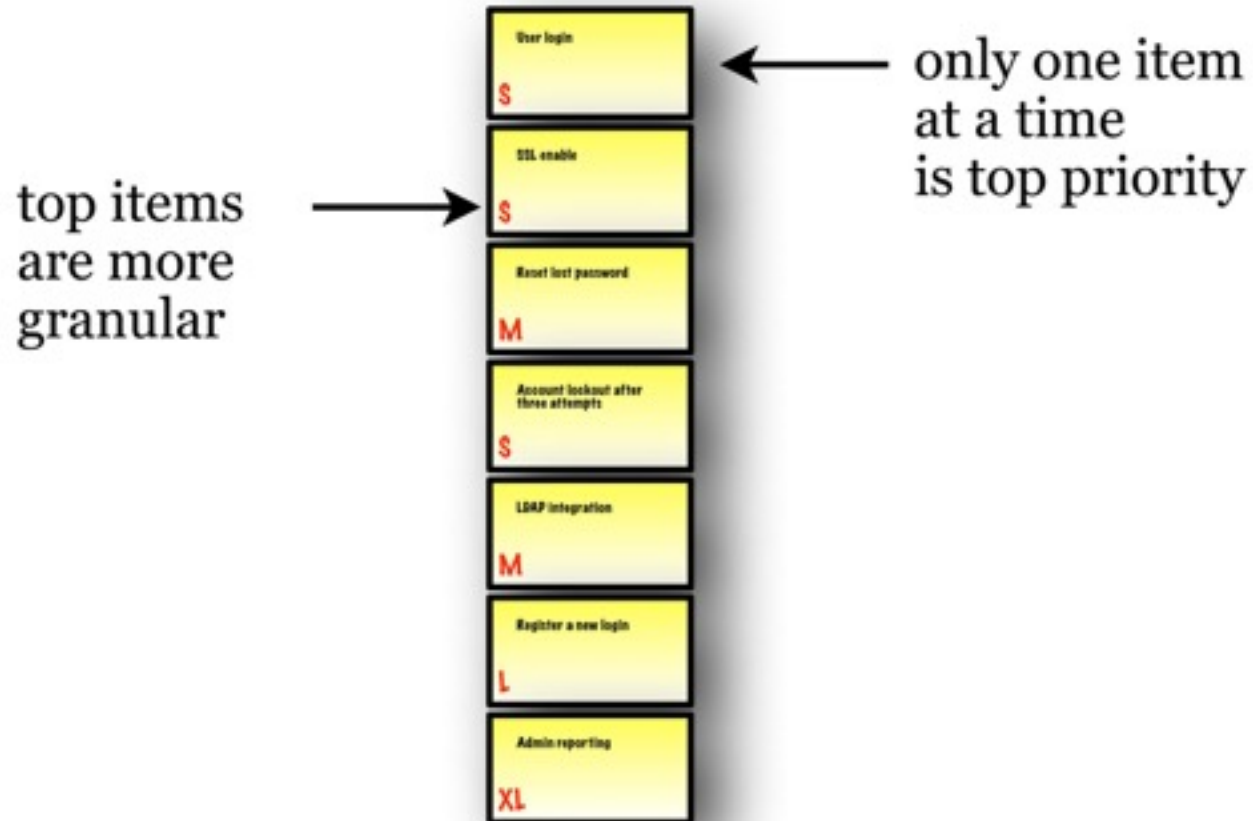 User login
S
only one item
at a time
is top priority
SSL enable
S
top items
are more
granular
Reset lost password
M
Account lockout after
three attempts
S
LDAP integration
M
Register a new login
L
Admin reporting
XL